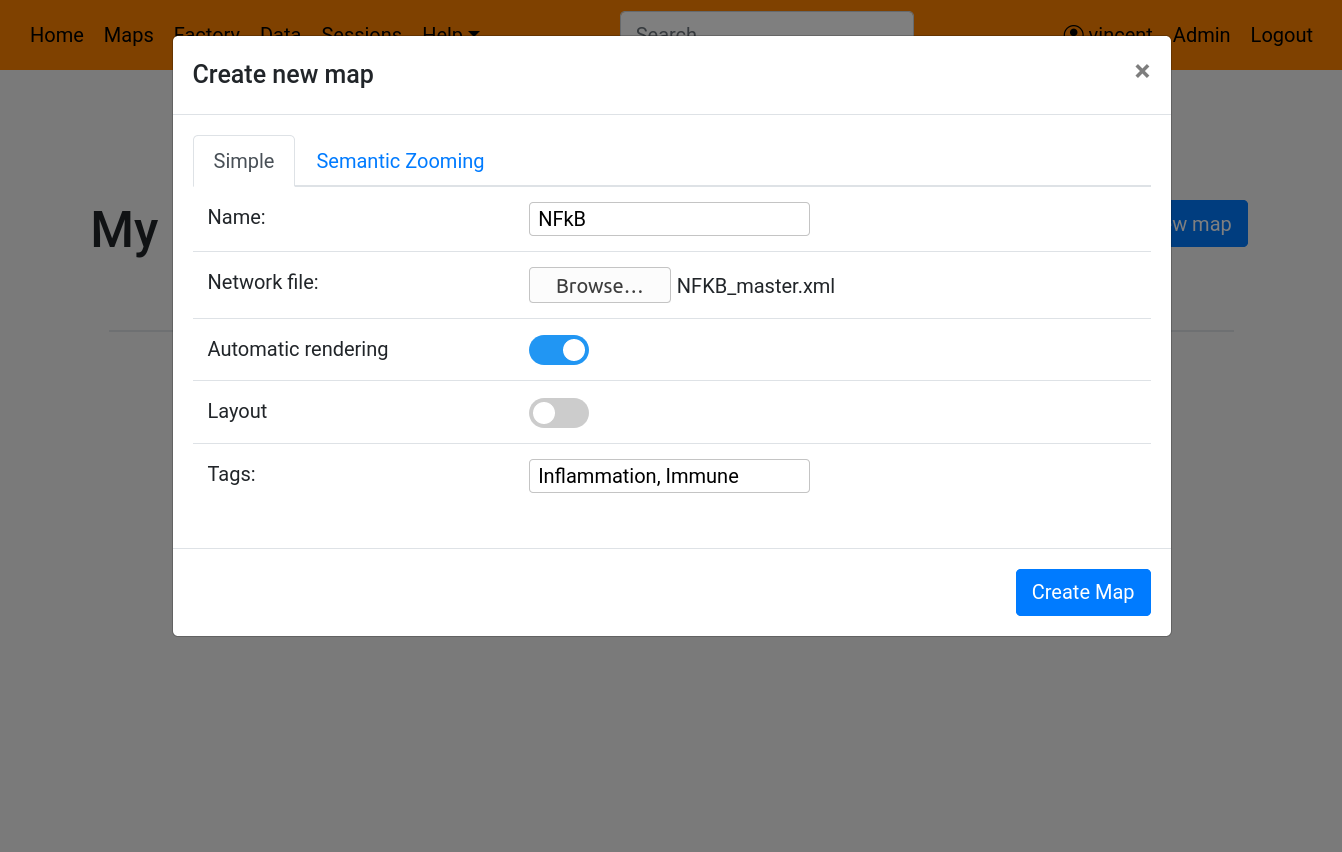 Home Maps Factory Data Sessions Help Search vincent Admin Logout
Create new map ×
Simple Semantic Zooming
Name: NFkB
My w map
Network file: Browse... NFKB_master.xml
Automatic rendering
Layout
Tags: Inflammation, Immune
Create Map